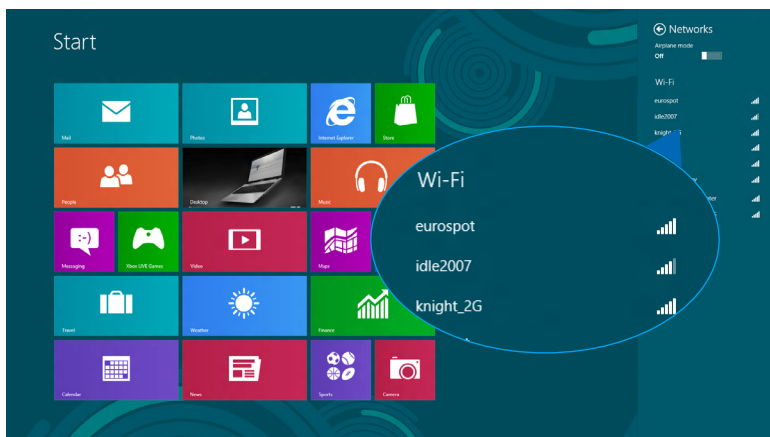 Start
Mail
Photos
Internet Explorer
Store
People
Desktop
Music
Messaging
Xbox LIVE Games
Video
Maps
Travel
Weather
Finance
Calendar
News
Sports
Camera
Networks
Airplane mode
Off
Wi-Fi
eurospot
idle2007
Wi-Fi
eurospot
idle2007
knight_2G